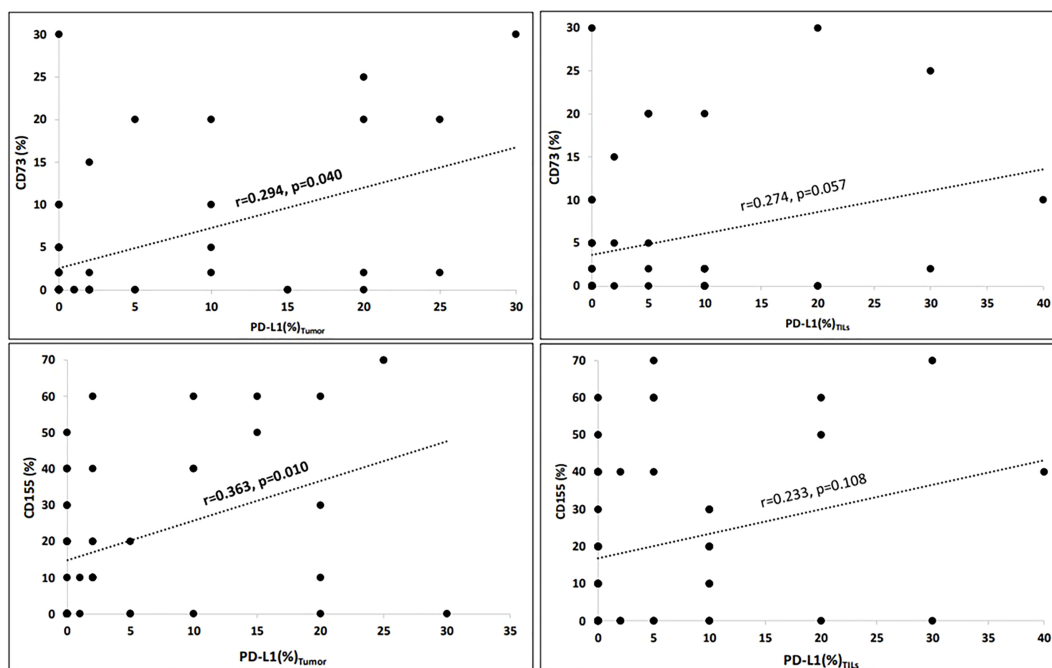 30
25
20
15
10
5
0
CD73 (%)
r=0.294, p=0.040
0 5 10 15 20 25 30
PD-L1(%)Tumor
30
25
20
15
10
5
0
CD73 (%)
r=0.274, p=0.057
0 5 10 15 20 25 30 35 40
PD-L1(%)TILs
70
60
50
40
30
20
10
0
CD155 (%)
r=0.363, p=0.010
0 5 10 15 20 25 30 35
PD-L1(%)Tumor
70
60
50
40
30
20
10
0
CD155 (%)
r=0.233, p=0.108
0 5 10 15 20 25 30 35 40
PD-L1(%)TILs